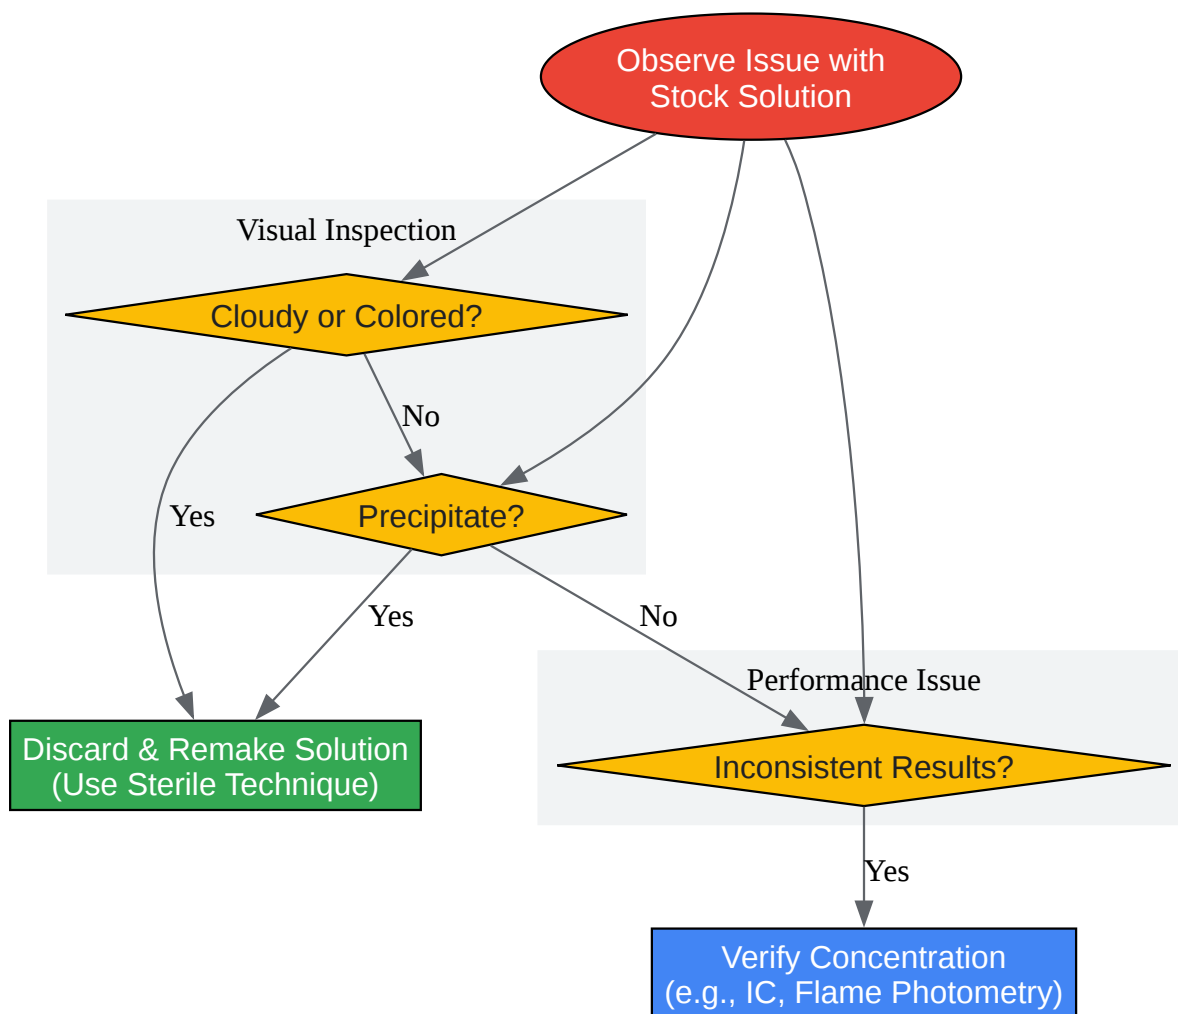 Observe Issue with
Stock Solution
Visual Inspection
Cloudy or Colored?
No
Yes
Precipitate?
Yes
No
Performance Issue
Discard & Remake Solution
(Use Sterile Technique)
Inconsistent Results?
Yes
Verify Concentration
(e.g., IC, Flame Photometry)